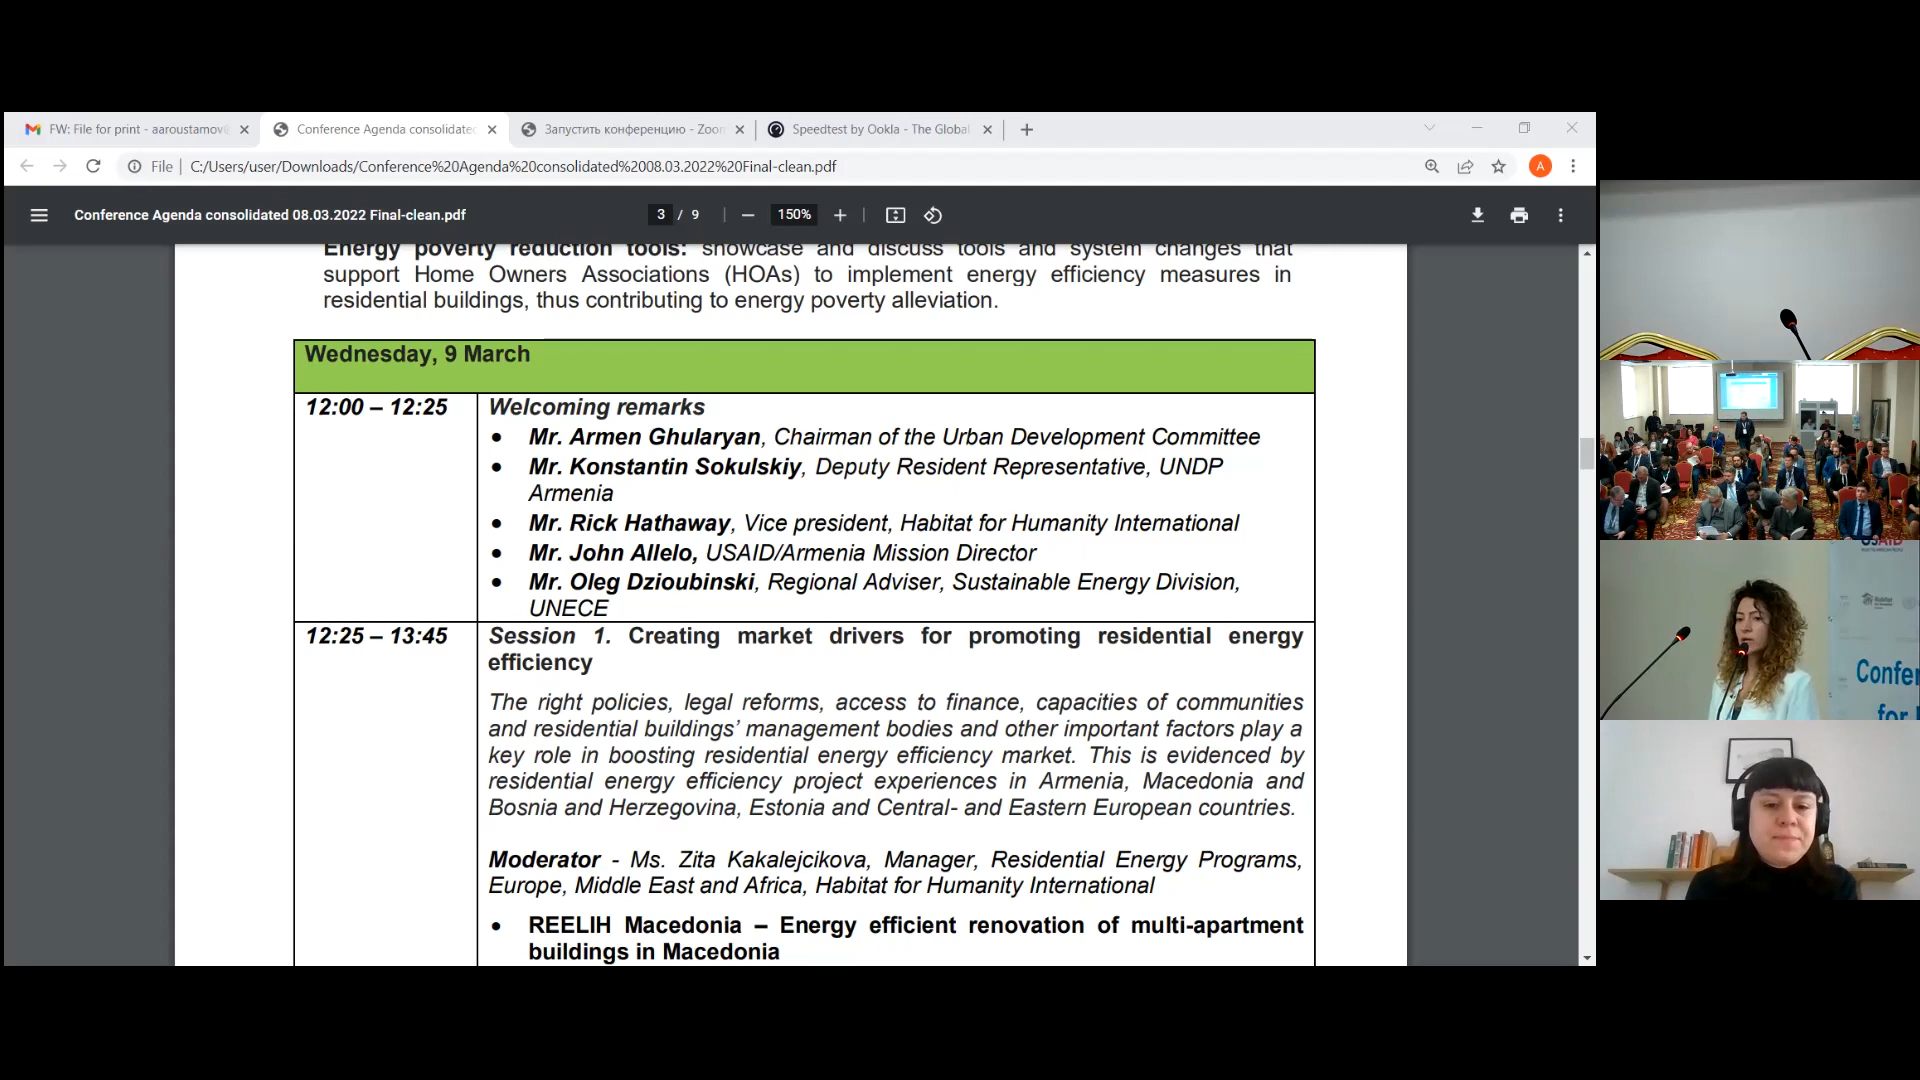 FW: File for print - aaroustamov
Conference Agenda consolidated
Запустить конференцию - Zoom
Speedtest by Ookla - The Global
File
C:/Users/user/Downloads/Conference%20Agenda%20consolidated%2008.03.2022%20Final-clean.pdf
A
Conference Agenda consolidated 08.03.2022 Final-clean.pdf
3 / 9
150%
Energy poverty reduction tools: showcase and discuss tools and system changes that
support Home Owners Associations (HOAs) to implement energy efficiency measures in
residential buildings, thus contributing to energy poverty alleviation.
Wednesday, 9 March
12:00 – 12:25
Welcoming remarks
• Mr. Armen Ghularyan, Chairman of the Urban Development Committee
• Mr. Konstantin Sokulskiy, Deputy Resident Representative, UNDP
Armenia
• Mr. Rick Hathaway, Vice president, Habitat for Humanity International
• Mr. John Allelo, USAID/Armenia Mission Director
• Mr. Oleg Dzioubinski, Regional Adviser, Sustainable Energy Division,
UNECE
12:25 – 13:45
Session 1. Creating market drivers for promoting residential energy
efficiency
The right policies, legal reforms, access to finance, capacities of communities
and residential buildings’ management bodies and other important factors play a
key role in boosting residential energy efficiency market. This is evidenced by
residential energy efficiency project experiences in Armenia, Macedonia and
Bosnia and Herzegovina, Estonia and Central- and Eastern European countries.
Moderator - Ms. Zita Kakalejcikova, Manager, Residential Energy Programs,
Europe, Middle East and Africa, Habitat for Humanity International
• REELIH Macedonia – Energy efficient renovation of multi-apartment
buildings in Macedonia
USAID
Habitat
Confe
for